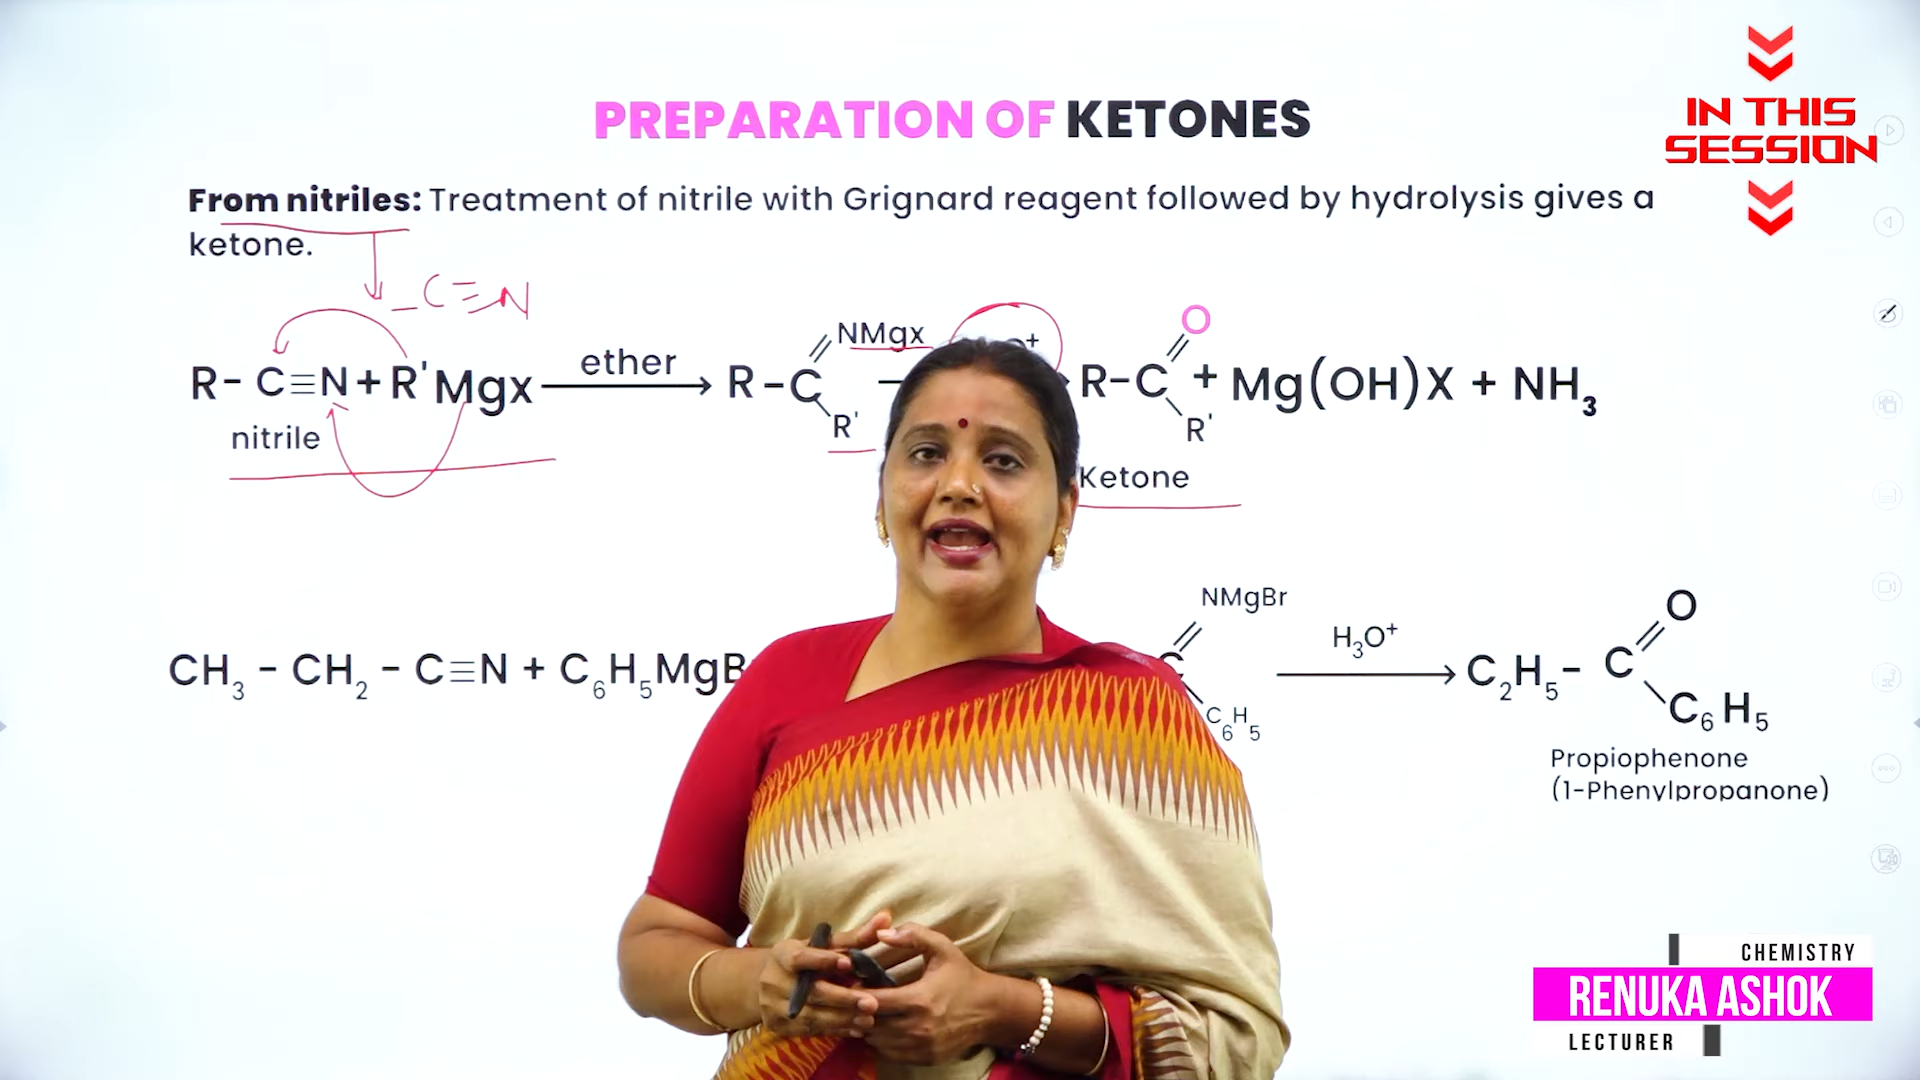 PREPARATION OF KETONES
IN THIS
SESSION
From nitriles: Treatment of nitrile with Grignard reagent followed by hydrolysis gives a
ketone.
–C≡N
R- C≡N + R'Mgx
ether
R-C
NMgx
R'
+
R-C
O
R'
+ Mg(OH)X + NH₃
nitrile
Ketone
CH₃ - CH₂ - C≡N + C₆H₅MgB
NMgBr
C
C₆H₅
H₃O⁺
C₂H₅- C
O
C₆H₅
Propiophenone
(1-Phenylpropanone)
CHEMISTRY
RENUKA ASHOK
LECTURER